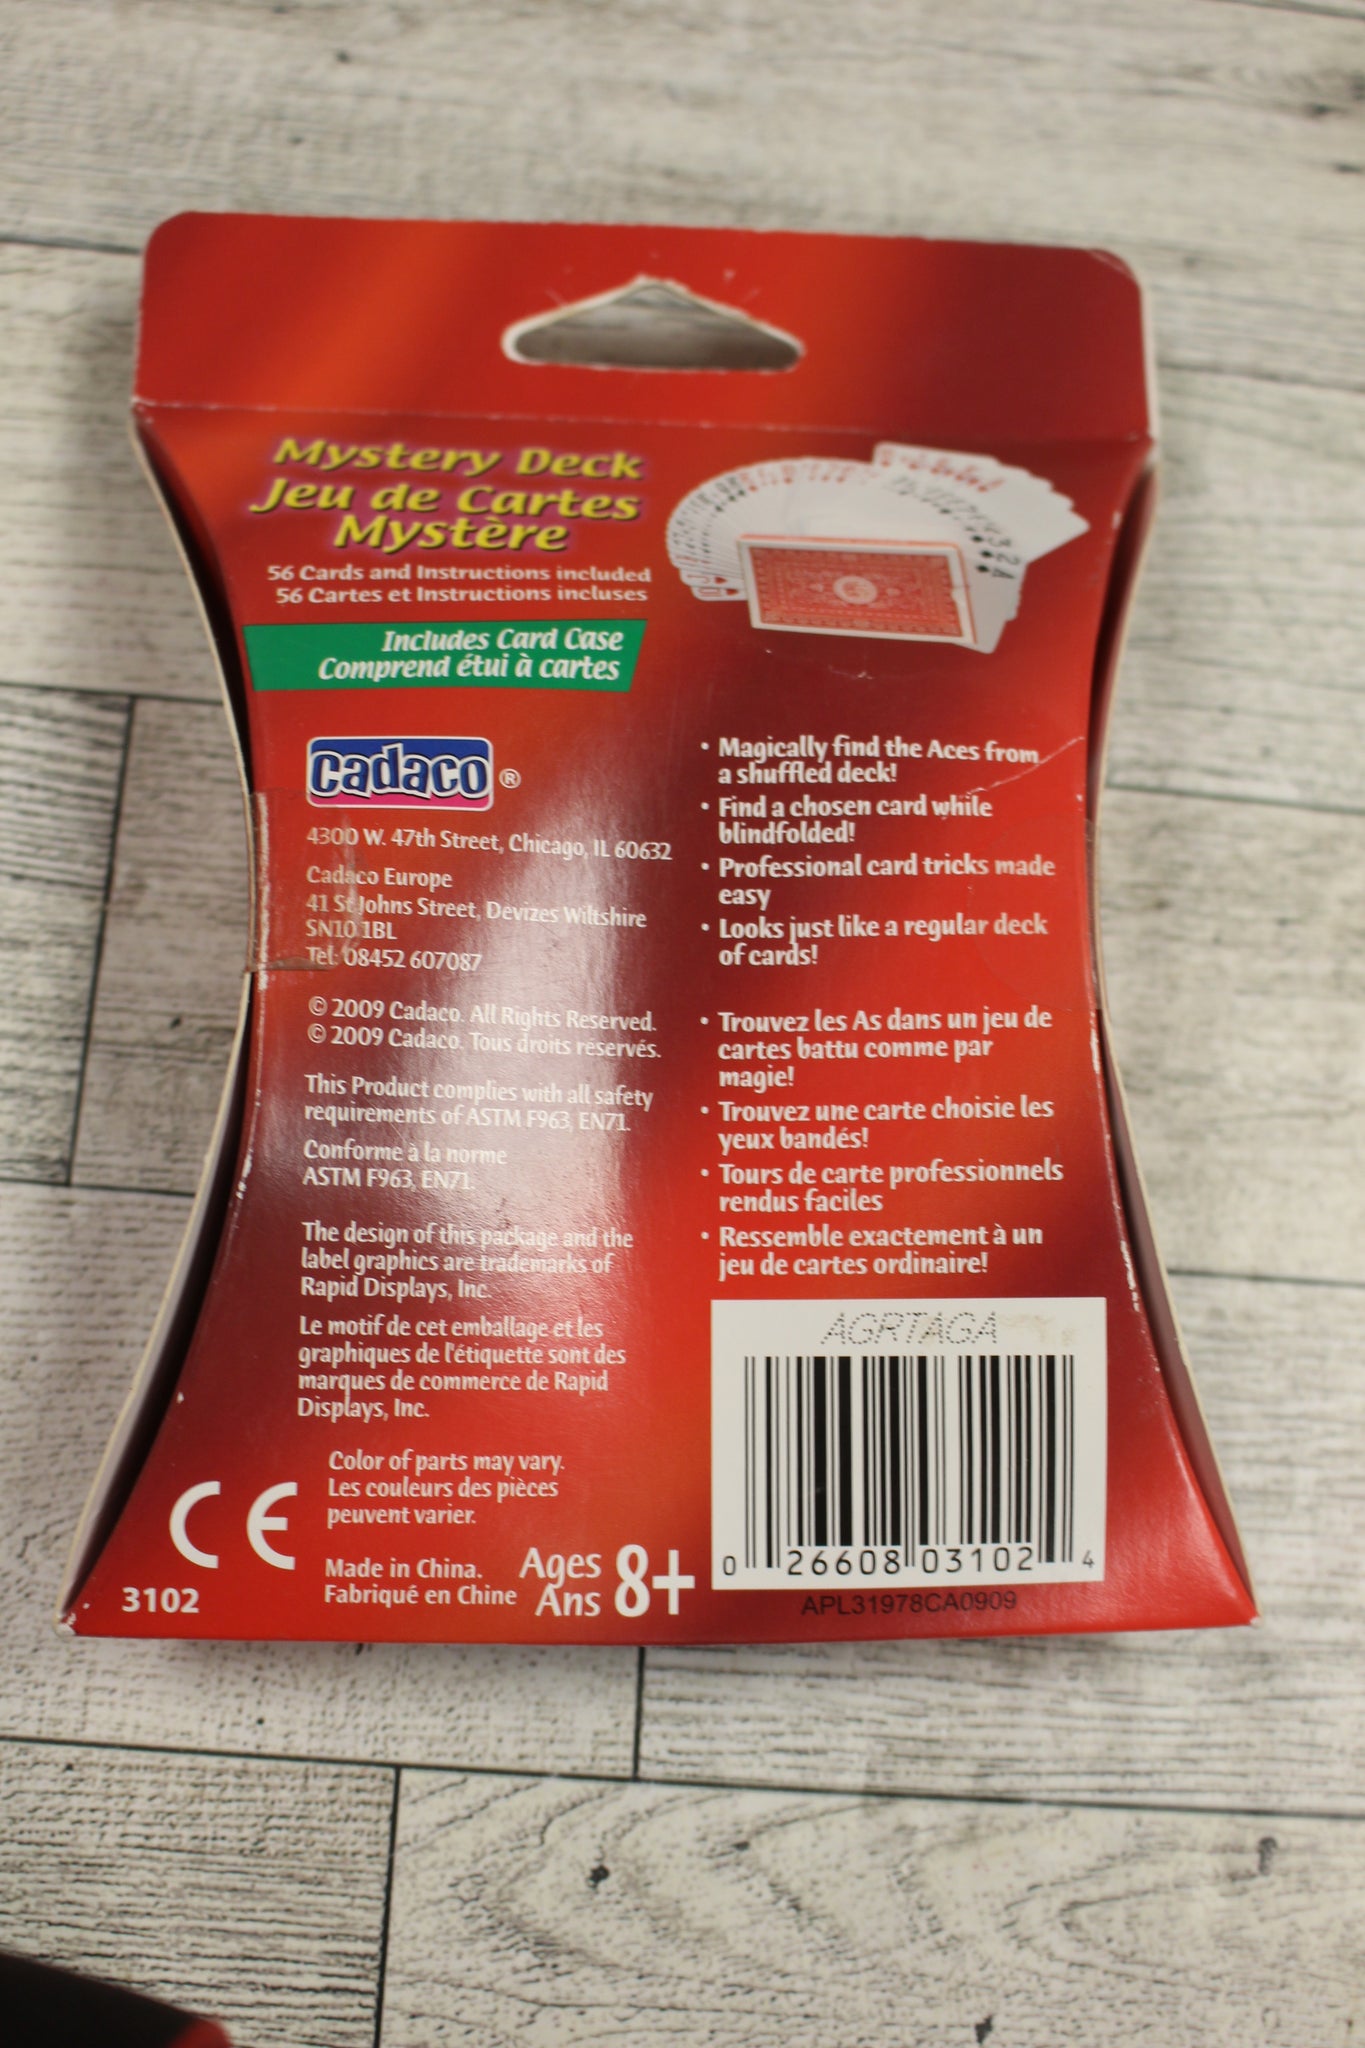 Mystery Deck
Jeu de Cartes
Mystère
56 Cards and Instructions included
56 Cartes et Instructions incluses
Includes Card Case
Comprend étui à cartes
cadaco ®
4300 W. 47th Street, Chicago, IL 60632
Cadaco Europe
41 St Johns Street, Devizes Wiltshire
SN10 1BL
Tel: 08452 607087
© 2009 Cadaco. All Rights Reserved.
© 2009 Cadaco. Tous droits réservés.
This Product complies with all safety
requirements of ASTM F963, EN71.
Conforme à la norme
ASTM F963, EN71.
The design of this package and the
label graphics are trademarks of
Rapid Displays, Inc.
Le motif de cet emballage et les
graphiques de l'étiquette sont des
marques de commerce de Rapid
Displays, Inc.
Color of parts may vary.
Les couleurs des pièces
peuvent varier.
CE
Made in China.
Fabriqué en Chine
3102
Ages
Ans
8+
• Magically find the Aces from
a shuffled deck!
• Find a chosen card while
blindfolded!
• Professional card tricks made
easy
• Looks just like a regular deck
of cards!
• Trouvez les As dans un jeu de
cartes battu comme par
magie!
• Trouvez une carte choisie les
yeux bandés!
• Tours de carte professionnels
rendus faciles
• Ressemble exactement à un
jeu de cartes ordinaire!
AGRTAGA
0 26608 03102 4
APL31978CA0909